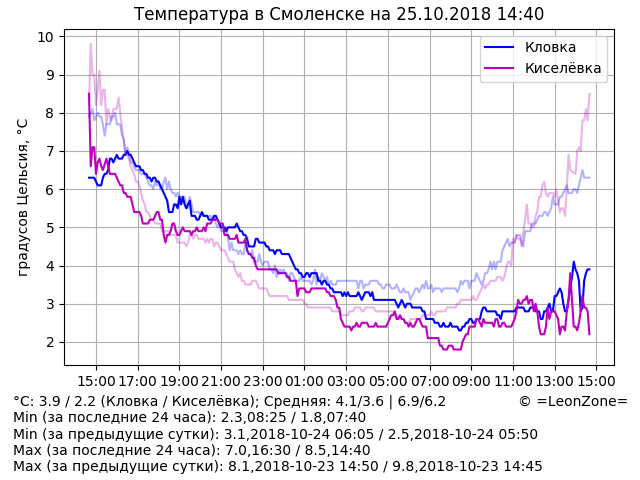 Температура в Смоленске на 25.10.2018 14:40
градусов Цельсия, °C
10
9
8
7
6
5
4
3
2
Кловка
Киселёвка
15:00 17:00 19:00 21:00 23:00 01:00 03:00 05:00 07:00 09:00 11:00 13:00 15:00
°C: 3.9 / 2.2 (Кловка / Киселёвка); Средняя: 4.1/3.6 | 6.9/6.2 © =LeonZone=
Min (за последние 24 часа): 2.3,08:25 / 1.8,07:40
Min (за предыдущие сутки): 3.1,2018-10-24 06:05 / 2.5,2018-10-24 05:50
Max (за последние 24 часа): 7.0,16:30 / 8.5,14:40
Max (за предыдущие сутки): 8.1,2018-10-23 14:50 / 9.8,2018-10-23 14:45